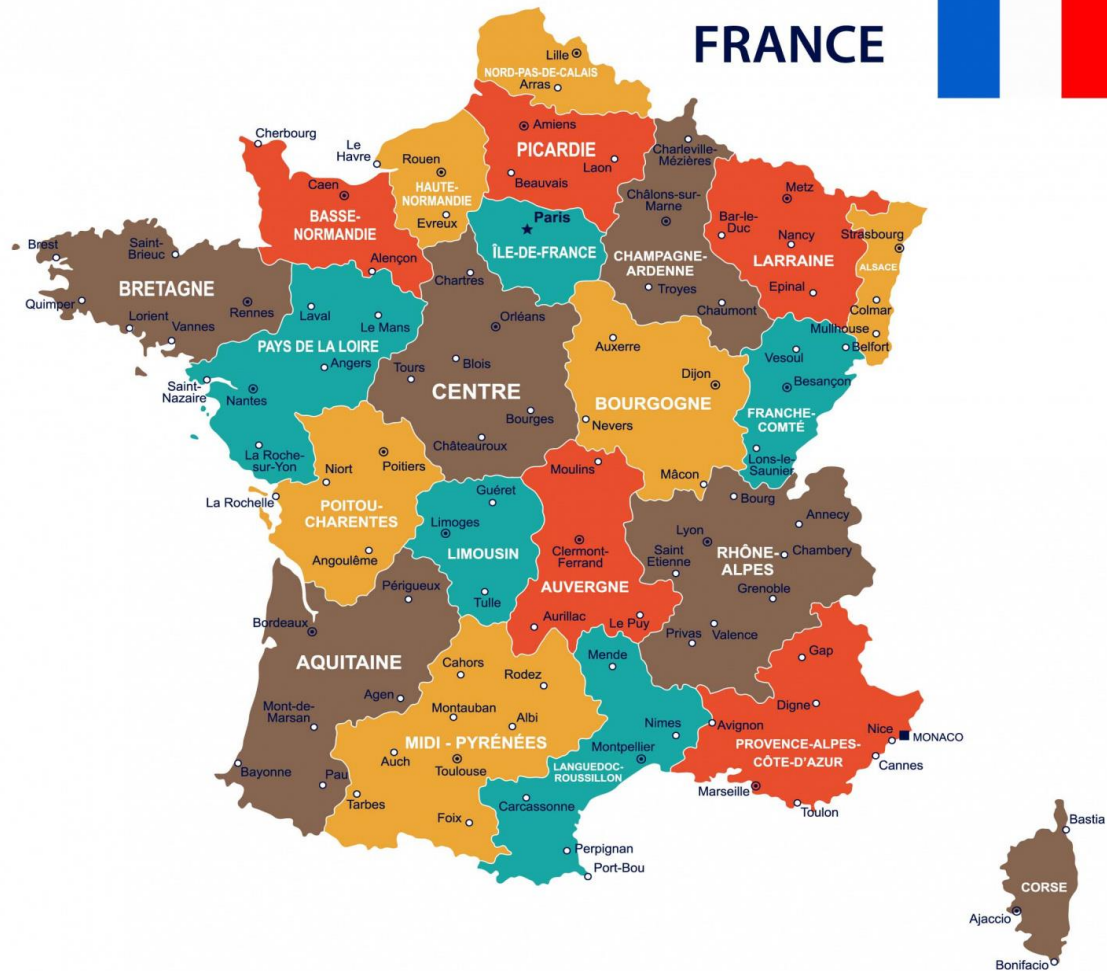 FRANCE
Lille
NORD-PAS-DE-CALAIS
Arras
Cherbourg
Le
Havre
Rouen
HAUTE-
NORMANDIE
Evreux
Amiens
PICARDIE
Laon
Beauvais
Charleville-
Mézières
Châlons-sur-
Marne
CHAMPAGNE-
ARDENNE
Troyes
Chaumont
Metz
Bar-le-
Duc
Nancy
LARRAINE
Epinal
Strasbourg
ALSACE
Colmar
Mullhouse
Belfort
Caen
BASSE-
NORMANDIE
Alençon
Paris
ÎLE-DE-FRANCE
Brest
Saint-
Brieuc
BRETAGNE
Quimper
Rennes
Lorient
Vannes
Laval
Le Mans
PAYS DE LA LOIRE
Angers
Saint-
Nazaire
Nantes
La Roche-
sur-Yon
Chartres
Orléans
Blois
Tours
CENTRE
Bourges
Châteauroux
Auxerre
Dijon
BOURGOGNE
Nevers
Mâcon
Vesoul
Besançon
FRANCHE-
COMTÉ
Lons-le-
Saunier
Niort
Poitiers
La Rochelle
POITOU-
CHARENTES
Angoulême
Guéret
Limoges
LIMOUSIN
Tulle
Moulins
Clermont-
Ferrand
AUVERGNE
Aurillac
Le Puy
Bourg
Annecy
Lyon
Saint
Etienne
RHÔNE-
ALPES
Chambery
Grenoble
Privas
Valence
Périgueux
Bordeaux
AQUITAINE
Agen
Mont-de-
Marsan
Bayonne
Pau
Cahors
Rodez
Montauban
Albi
MIDI - PYRÉNÉES
Auch
Toulouse
Tarbes
Foix
Mende
Nimes
Montpellier
LANGUEDOC-
ROUSSILLON
Carcassonne
Perpignan
Port-Bou
Gap
Digne
Avignon
Nice
MONACO
PROVENCE-ALPES-
CÔTE-D'AZUR
Cannes
Marseille
Toulon
Bastia
CORSE
Ajaccio
Bonifacio